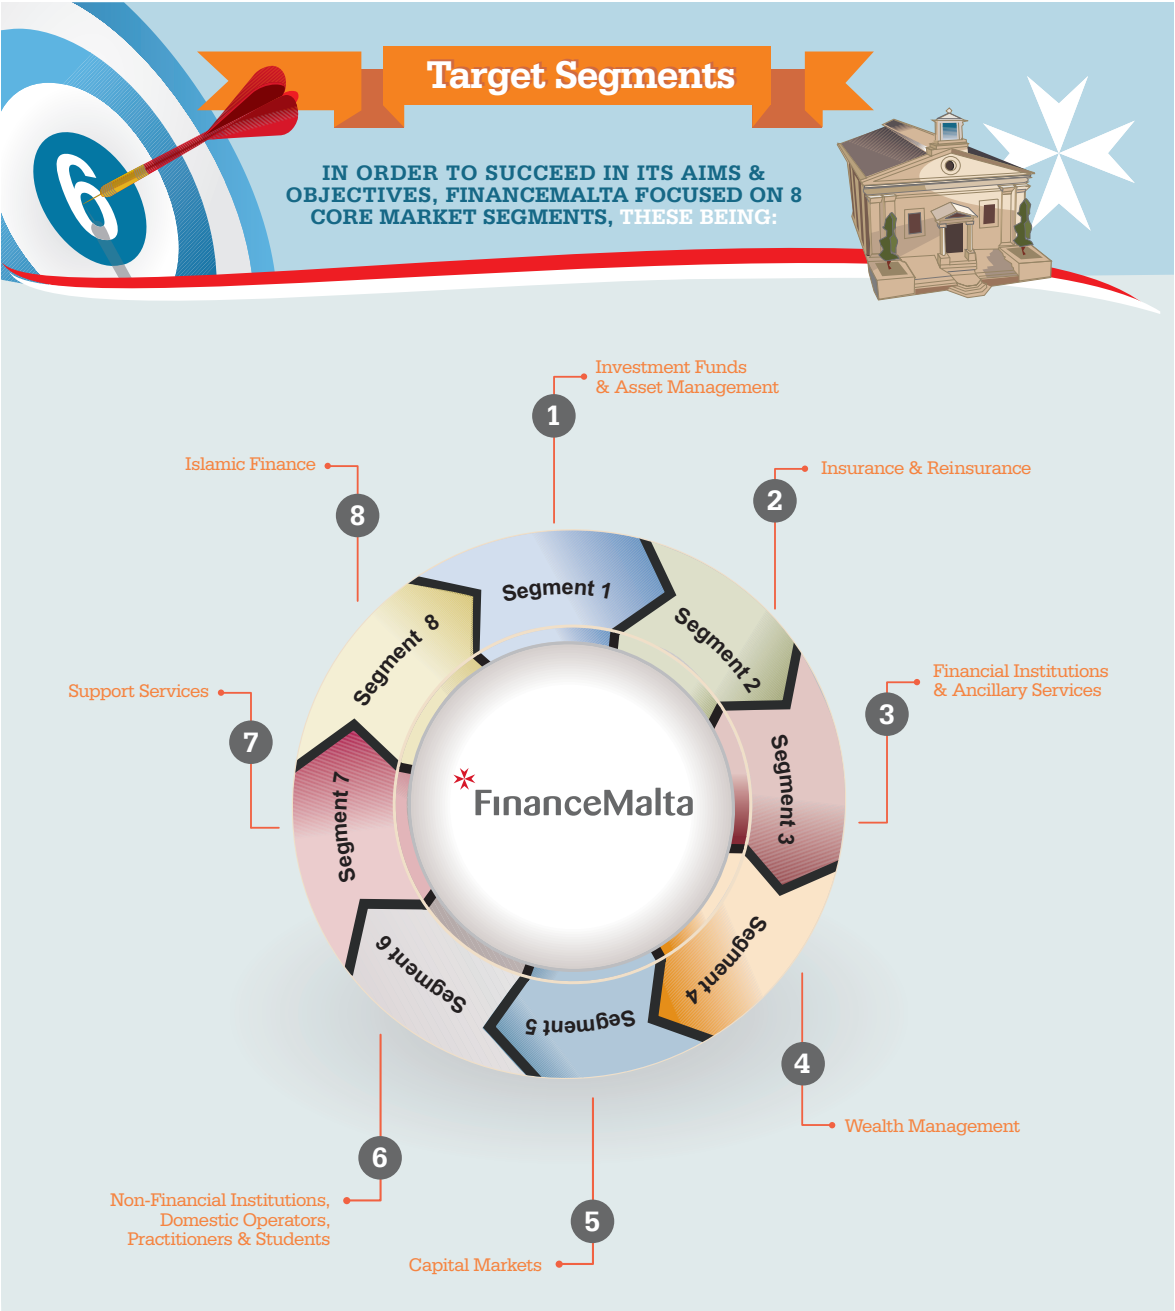 Target Segments
6
IN ORDER TO SUCCEED IN ITS AIMS &
OBJECTIVES, FINANCEMALTA FOCUSED ON 8
CORE MARKET SEGMENTS, THESE BEING:
1
Investment Funds
& Asset Management
2
Insurance & Reinsurance
3
Financial Institutions
& Ancillary Services
4
Wealth Management
5
Capital Markets
6
Non-Financial Institutions,
Domestic Operators,
Practitioners & Students
7
Support Services
8
Islamic Finance
Segment 1
Segment 2
Segment 3
Segment 4
Segment 5
Segment 6
Segment 7
Segment 8
FinanceMalta